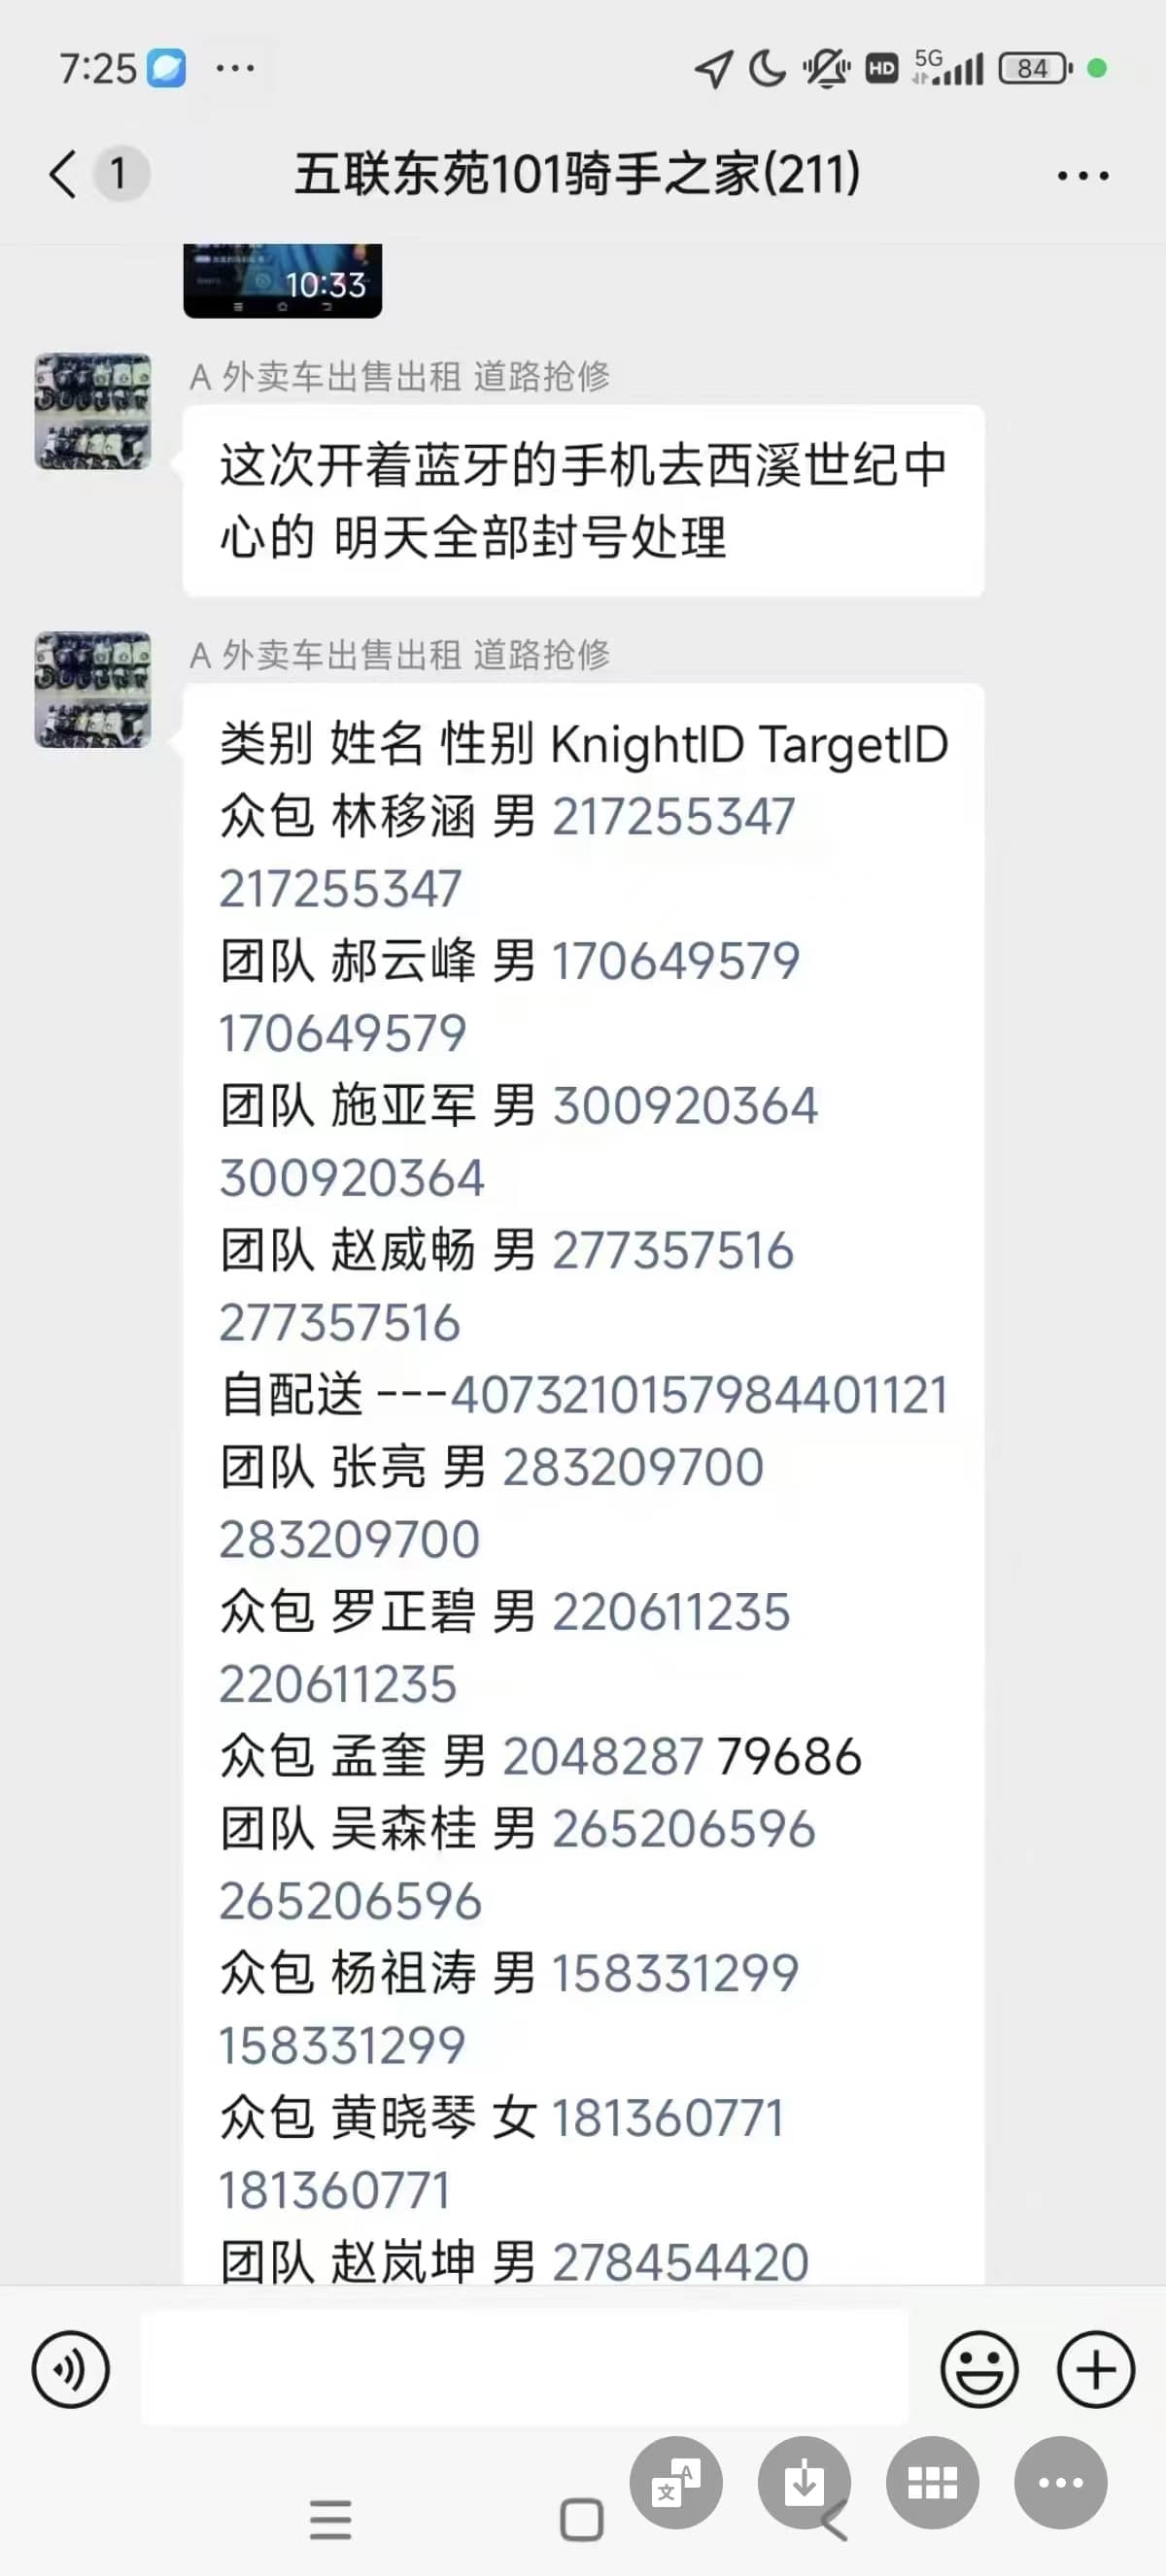 7:25
HD
5G
84
1
五联东苑101骑手之家(211)
10:33
A 外卖车出售出租 道路抢修
这次开着蓝牙的手机去西溪世纪中
心的 明天全部封号处理
A 外卖车出售出租 道路抢修
类别 姓名 性别 KnightID TargetID
众包 林移涵 男 217255347
217255347
团队 郝云峰 男 170649579
170649579
团队 施亚军 男 300920364
300920364
团队 赵威畅 男 277357516
277357516
自配送 ---4073210157984401121
团队 张亮 男 283209700
283209700
众包 罗正碧 男 220611235
220611235
众包 孟奎 男 2048287 79686
团队 吴森桂 男 265206596
265206596
众包 杨祖涛 男 158331299
158331299
众包 黄晓琴 女 181360771
181360771
团队 赵岚坤 男 278454420
文 A